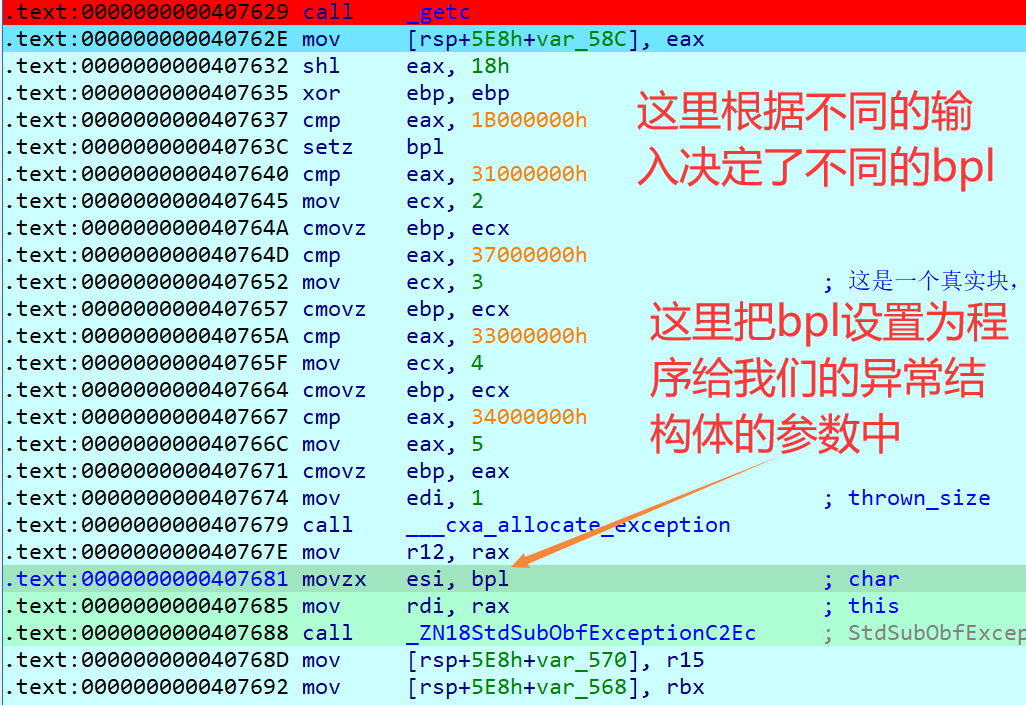 .text:0000000000407629 call _getc
.text:000000000040762E mov [rsp+5E8h+var_58C], eax
.text:0000000000407632 shl eax, 18h
.text:0000000000407635 xor ebp, ebp
.text:0000000000407637 cmp eax, 1B000000h
.text:000000000040763C setz bpl
.text:0000000000407640 cmp eax, 31000000h
.text:0000000000407645 mov ecx, 2
.text:000000000040764A cmovz ebp, ecx
.text:000000000040764D cmp eax, 37000000h
.text:0000000000407652 mov ecx, 3 ; 这是一个真实块，
.text:0000000000407657 cmovz ebp, ecx
.text:000000000040765A cmp eax, 33000000h
.text:000000000040765F mov ecx, 4
.text:0000000000407664 cmovz ebp, ecx
.text:0000000000407667 cmp eax, 34000000h
.text:000000000040766C mov eax, 5
.text:0000000000407671 cmovz ebp, eax
.text:0000000000407674 mov edi, 1 ; thrown_size
.text:0000000000407679 call ___cxa_allocate_exception
.text:000000000040767E mov r12, rax
.text:0000000000407681 movzx esi, bpl ; char
.text:0000000000407685 mov rdi, rax ; this
.text:0000000000407688 call _ZN18StdSubObfExceptionC2Ec ; StdSubObfExcep
.text:000000000040768D mov [rsp+5E8h+var_570], r15
.text:0000000000407692 mov [rsp+5E8h+var_568], rbx
这里根据不同的输
入决定了不同的bpl
这里把bpl设置为程
序给我们的异常结
构体的参数中